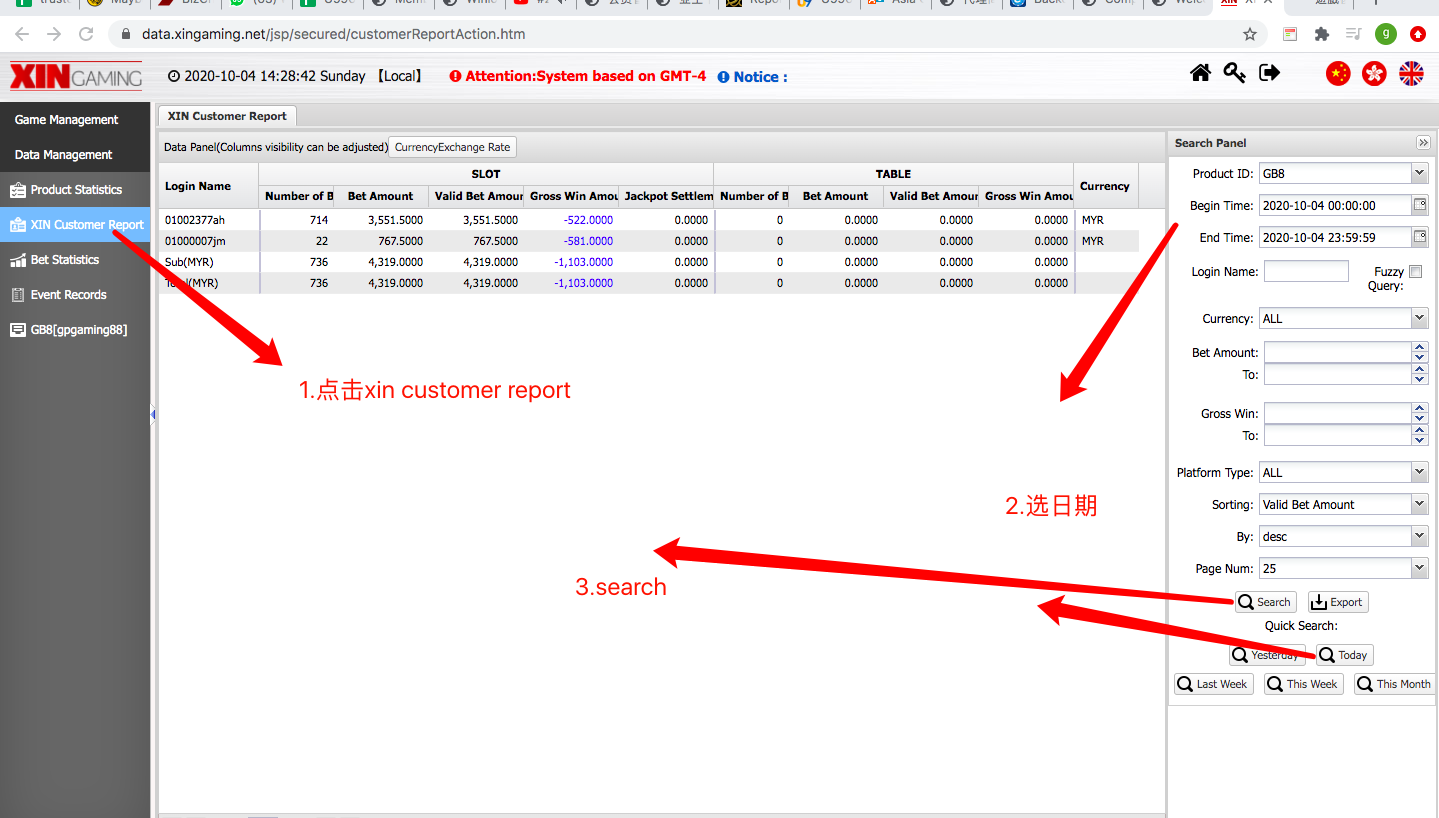 data.xingaming.net/jsp/secured/customerReportAction.htm
g
XIN GAMING
2020-10-04 14:28:42 Sunday 【Local】
Attention:System based on GMT-4
Notice :
Game Management
Data Management
Product Statistics
XIN Customer Report
Bet Statistics
Event Records
GB8[gpgaming88]
XIN Customer Report
Data Panel(Columns visibility can be adjusted) CurrencyExchange Rate
Login Name SLOT TABLE Currency
Number of B Bet Amount Valid Bet Amour Gross Win Amou Jackpot Settlem Number of B Bet Amount Valid Bet Amour Gross Win Amou
01002377ah 714 3,551.5000 3,551.5000 -522.0000 0.0000 0 0.0000 0.0000 0.0000 MYR
01000007jm 22 767.5000 767.5000 -581.0000 0.0000 0 0.0000 0.0000 0.0000 MYR
Sub(MYR) 736 4,319.0000 4,319.0000 -1,103.0000 0.0000 0 0.0000 0.0000 0.0000
736 4,319.0000 4,319.0000 -1,103.0000 0.0000 0 0.0000 0.0000 0.0000
1.点击xin customer report
2.选日期
3.search
Search Panel
Product ID: GB8
Begin Time: 2020-10-04 00:00:00
End Time: 2020-10-04 23:59:59
Login Name: Fuzzy
Query:
Currency: ALL
Bet Amount:
To:
Gross Win:
To:
Platform Type: ALL
Sorting: Valid Bet Amount
By: desc
Page Num: 25
Search Export
Quick Search:
Yesterday Today
Last Week This Week This Month